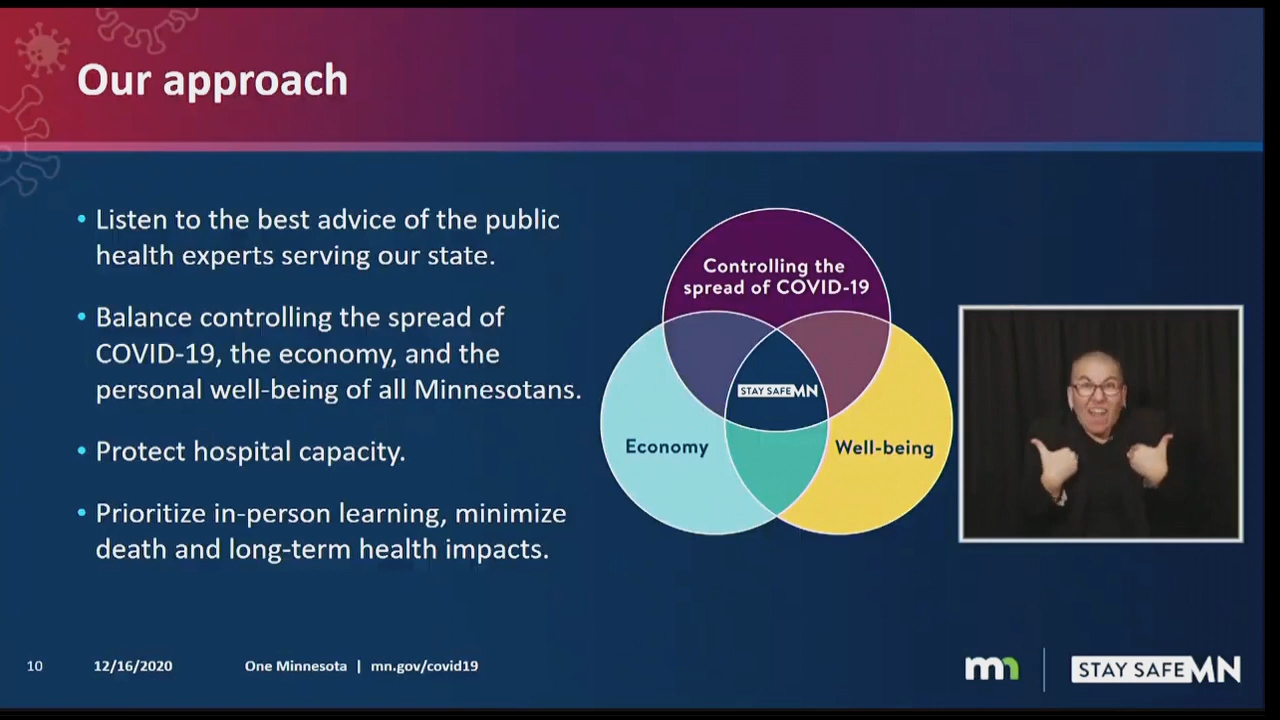 Our approach
• Listen to the best advice of the public
health experts serving our state.
• Balance controlling the spread of
COVID-19, the economy, and the
personal well-being of all Minnesotans.
• Protect hospital capacity.
• Prioritize in-person learning, minimize
death and long-term health impacts.
Controlling the
spread of COVID-19
STAY SAFE MN
Economy
Well-being
10
12/16/2020
One Minnesota | mn.gov/covid19
mn
STAY SAFE MN